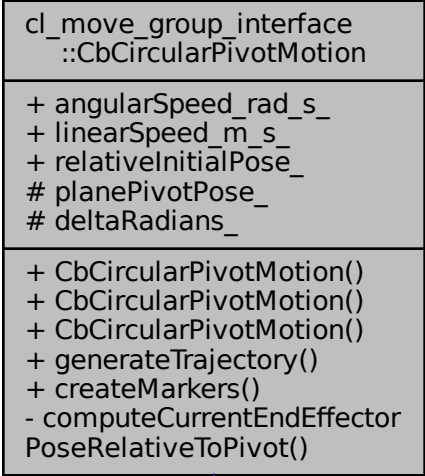 cl_move_group_interface
::CbCircularPivotMotion
+ angularSpeed_rad_s_
+ linearSpeed_m_s_
+ relativeInitialPose_
# planePivotPose_
# deltaRadians_
+ CbCircularPivotMotion()
+ CbCircularPivotMotion()
+ CbCircularPivotMotion()
+ generateTrajectory()
+ createMarkers()
- computeCurrentEndEffector
PoseRelativeToPivot()